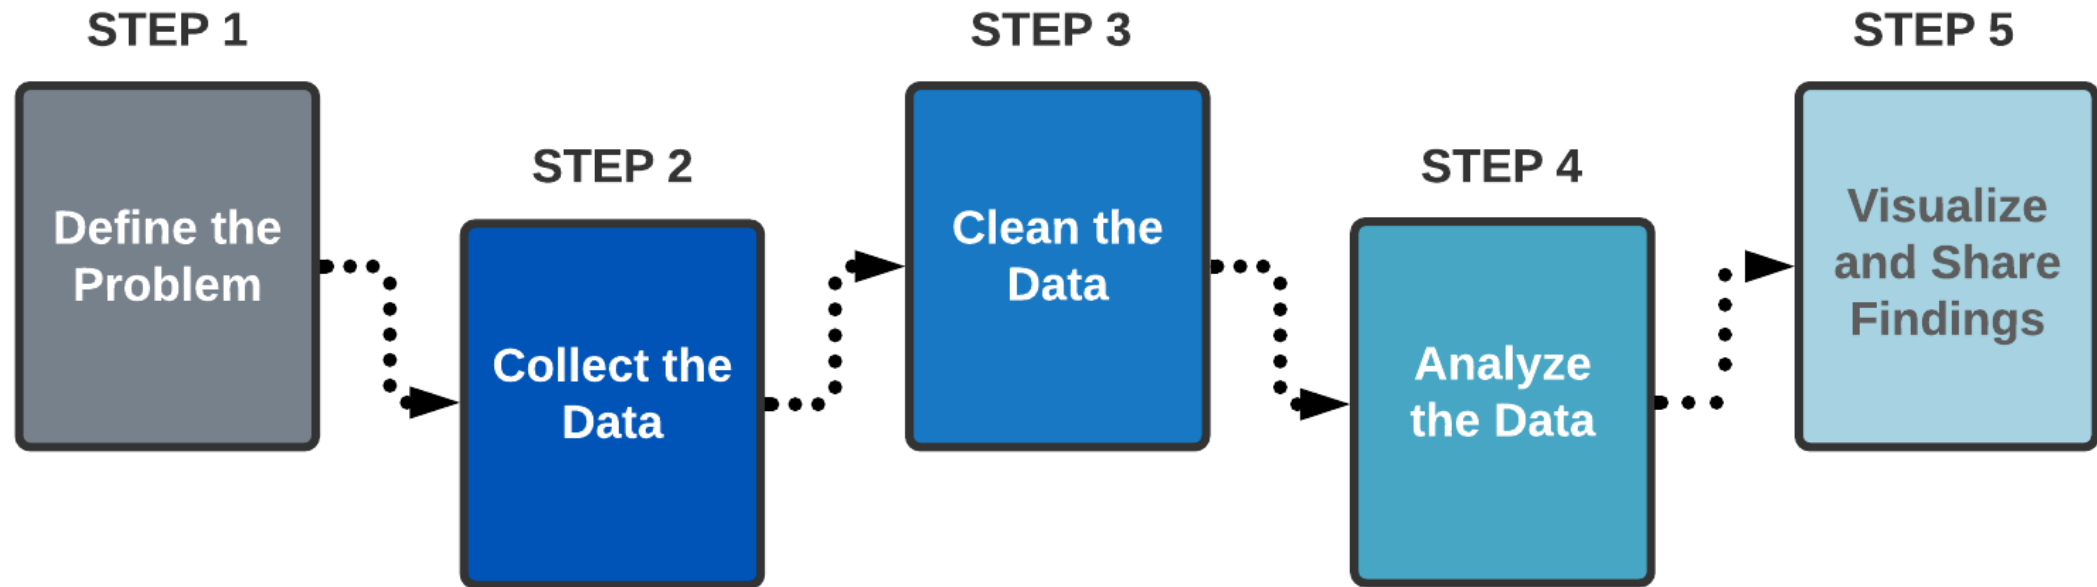 STEP 1
Define the
Problem
STEP 2
Collect the
Data
STEP 3
Clean the
Data
STEP 4
Analyze
the Data
STEP 5
Visualize
and Share
Findings